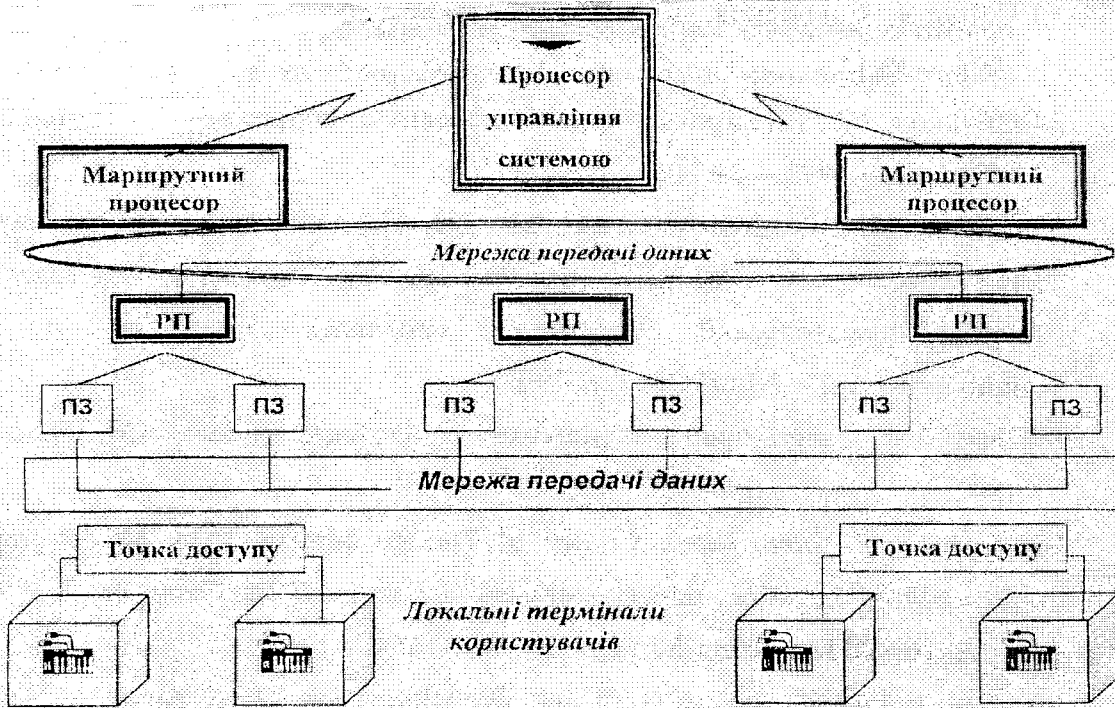 Процесор
управління
системою
Маршрутний
процесор
Маршрутний
процесор
Мережа передачі даних
РП
РП
РП
ПЗ
ПЗ
ПЗ
ПЗ
ПЗ
ПЗ
Мережа передачі даних
Точка доступу
Точка доступу
Локальні термінали
користувачів